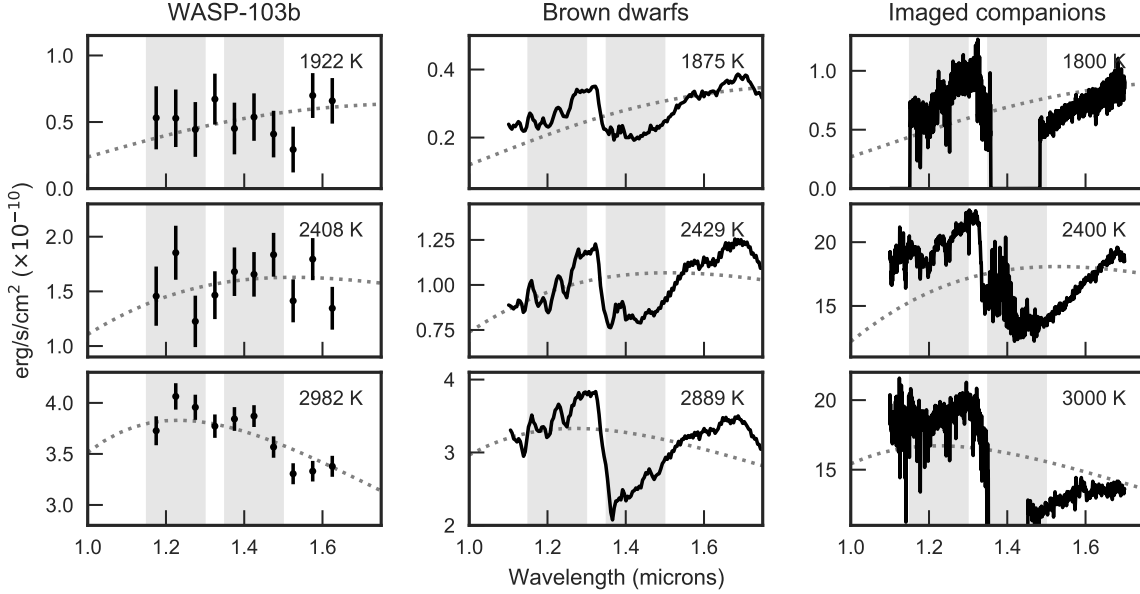 WASP-103b Brown dwarfs Imaged companions
erg/s/cm² (×10⁻¹⁰)
1.0
0.5
0.0
1922 K
0.4
0.2
1875 K
1.0
0.5
0.0
1800 K
2.0
1.5
1.0
2408 K
1.25
1.00
0.75
2429 K
20
15
2400 K
4.0
3.5
3.0
2982 K
4
3
2
2889 K
20
15
3000 K
1.0 1.2 1.4 1.6 1.0 1.2 1.4 1.6 1.0 1.2 1.4 1.6
Wavelength (microns)